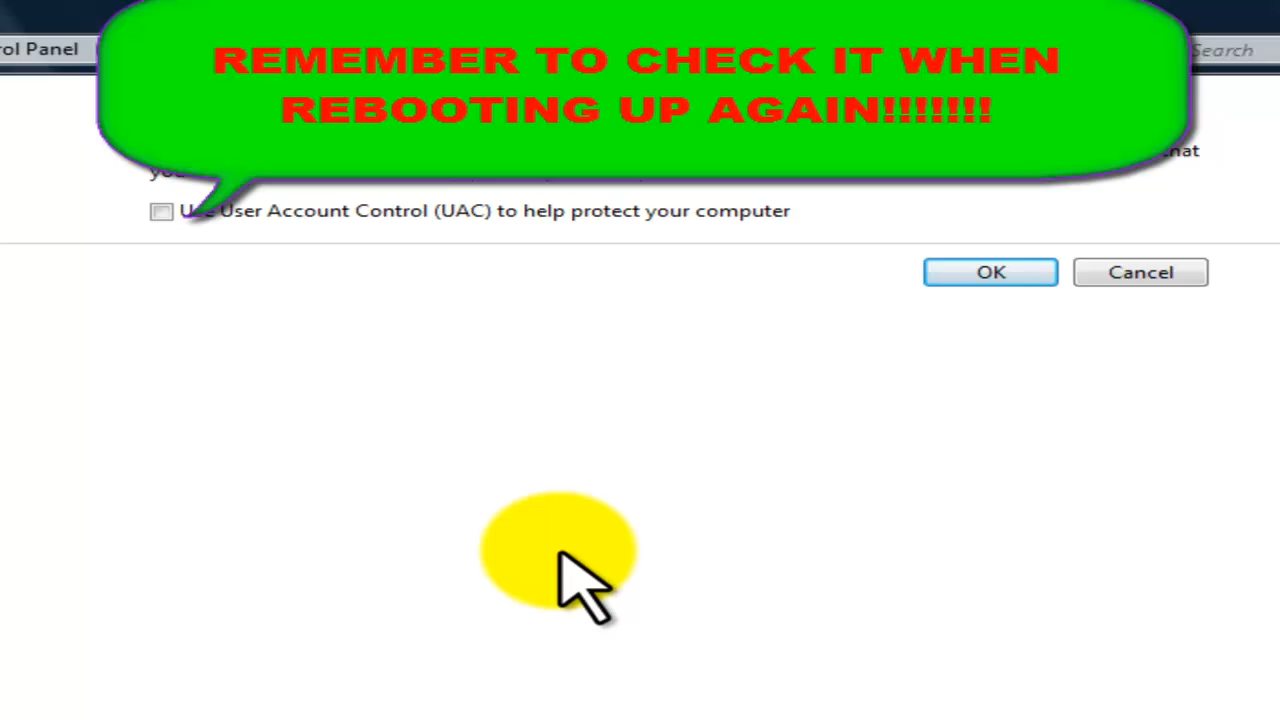 rol Panel
Search
REMEMBER TO CHECK IT WHEN
REBOOTING UP AGAIN!!!!!!!
User Account Control (UAC) to help protect your computer
OK
Cancel